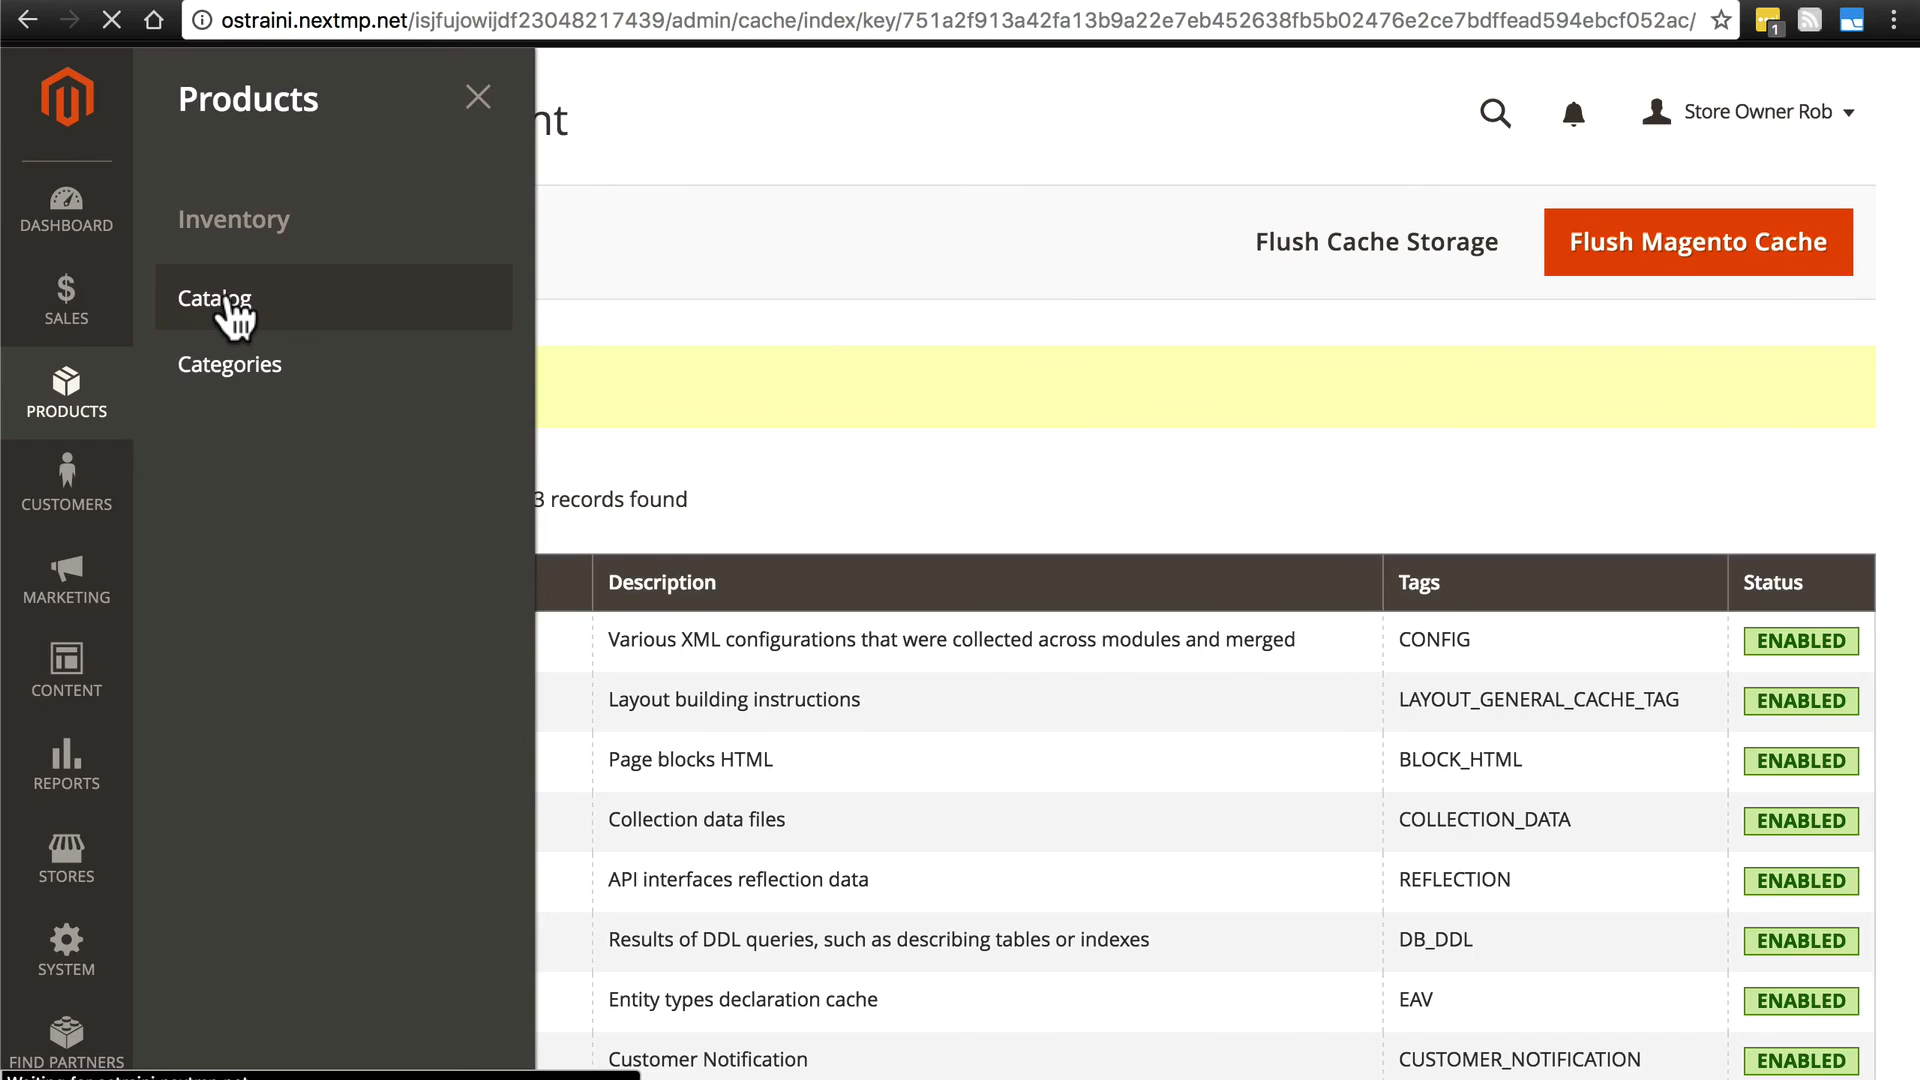 ostraini.nextmp.net/isjfujowijdf23048217439/admin/cache/index/key/751a2f913a42fa13b9a22e7eb452638fb5b02476e2ce7bdffead594ebcf052ac/
1
Products
nt
Store Owner Rob
DASHBOARD
Inventory
Flush Cache Storage
Flush Magento Cache
Catalog
SALES
Categories
PRODUCTS
CUSTOMERS
3 records found
MARKETING
Description
Tags
Status
Various XML configurations that were collected across modules and merged
CONFIG
ENABLED
CONTENT
Layout building instructions
LAYOUT_GENERAL_CACHE_TAG
ENABLED
Page blocks HTML
BLOCK_HTML
ENABLED
REPORTS
Collection data files
COLLECTION_DATA
ENABLED
STORES
API interfaces reflection data
REFLECTION
ENABLED
Results of DDL queries, such as describing tables or indexes
DB_DDL
ENABLED
SYSTEM
Entity types declaration cache
EAV
ENABLED
FIND PARTNERS
Customer Notification
CUSTOMER_NOTIFICATION
ENABLED